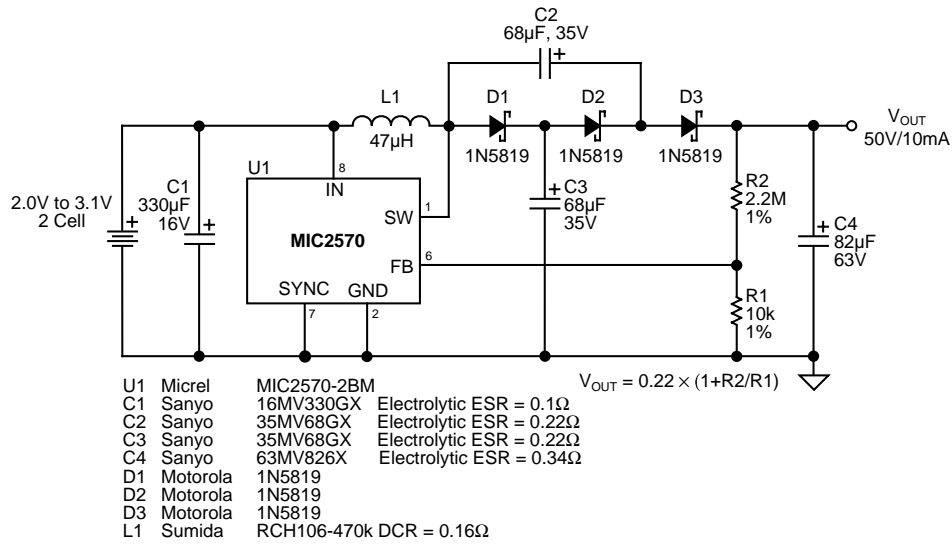 C2
68µF, 35V
L1
47µH
D1
1N5819
D2
1N5819
D3
1N5819
VOUT
50V/10mA
2.0V to 3.1V
2 Cell
C1
330µF
16V
U1
8
IN
SW
1
MIC2570
FB
6
SYNC
7
GND
2
C3
68µF
35V
R2
2.2M
1%
R1
10k
1%
C4
82µF
63V
VOUT = 0.22 × (1+R2/R1)
U1 Micrel MIC2570-2BM
C1 Sanyo 16MV330GX Electrolytic ESR = 0.1Ω
C2 Sanyo 35MV68GX Electrolytic ESR = 0.22Ω
C3 Sanyo 35MV68GX Electrolytic ESR = 0.22Ω
C4 Sanyo 63MV826X Electrolytic ESR = 0.34Ω
D1 Motorola 1N5819
D2 Motorola 1N5819
D3 Motorola 1N5819
L1 Sumida RCH106-470k DCR = 0.16Ω